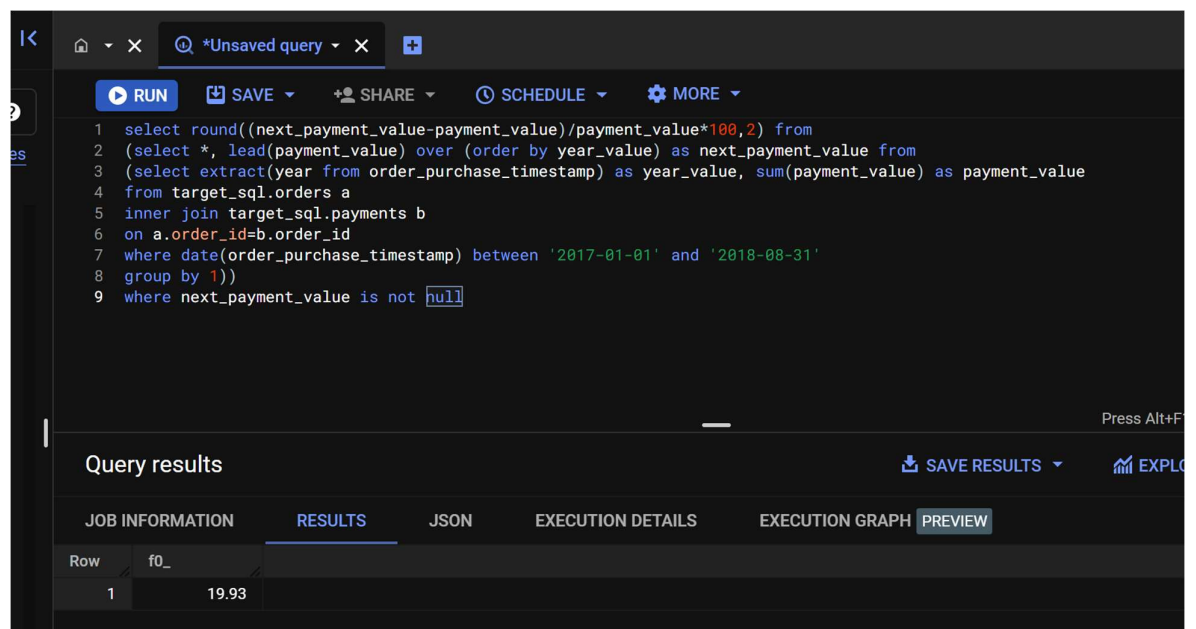 *Unsaved query
RUN SAVE SHARE SCHEDULE MORE
es
1 select round((next_payment_value-payment_value)/payment_value*100,2) from
2 (select *, lead(payment_value) over (order by year_value) as next_payment_value from
3 (select extract(year from order_purchase_timestamp) as year_value, sum(payment_value) as payment_value
4 from target_sql.orders a
5 inner join target_sql.payments b
6 on a.order_id=b.order_id
7 where date(order_purchase_timestamp) between '2017-01-01' and '2018-08-31'
8 group by 1))
9 where next_payment_value is not null
Press Alt+F
Query results SAVE RESULTS EXPL
JOB INFORMATION RESULTS JSON EXECUTION DETAILS EXECUTION GRAPH PREVIEW
Row f0_
1 19.93